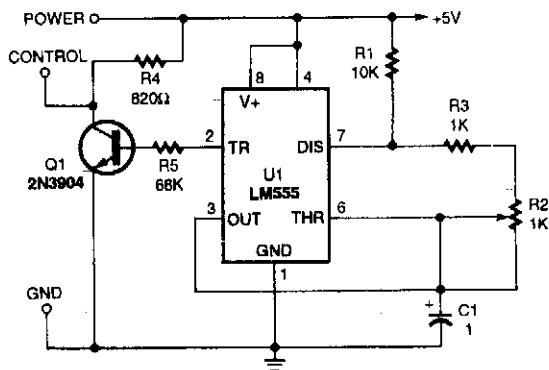 POWER
+5V
CONTROL
R4
820Ω
R1
10K
8
4
V+
R3
1K
2
TR
DIS
7
Q1
2N3904
R5
68K
U1
LM555
R2
1K
3
OUT
THR
6
GND
1
GND
+
C1
1